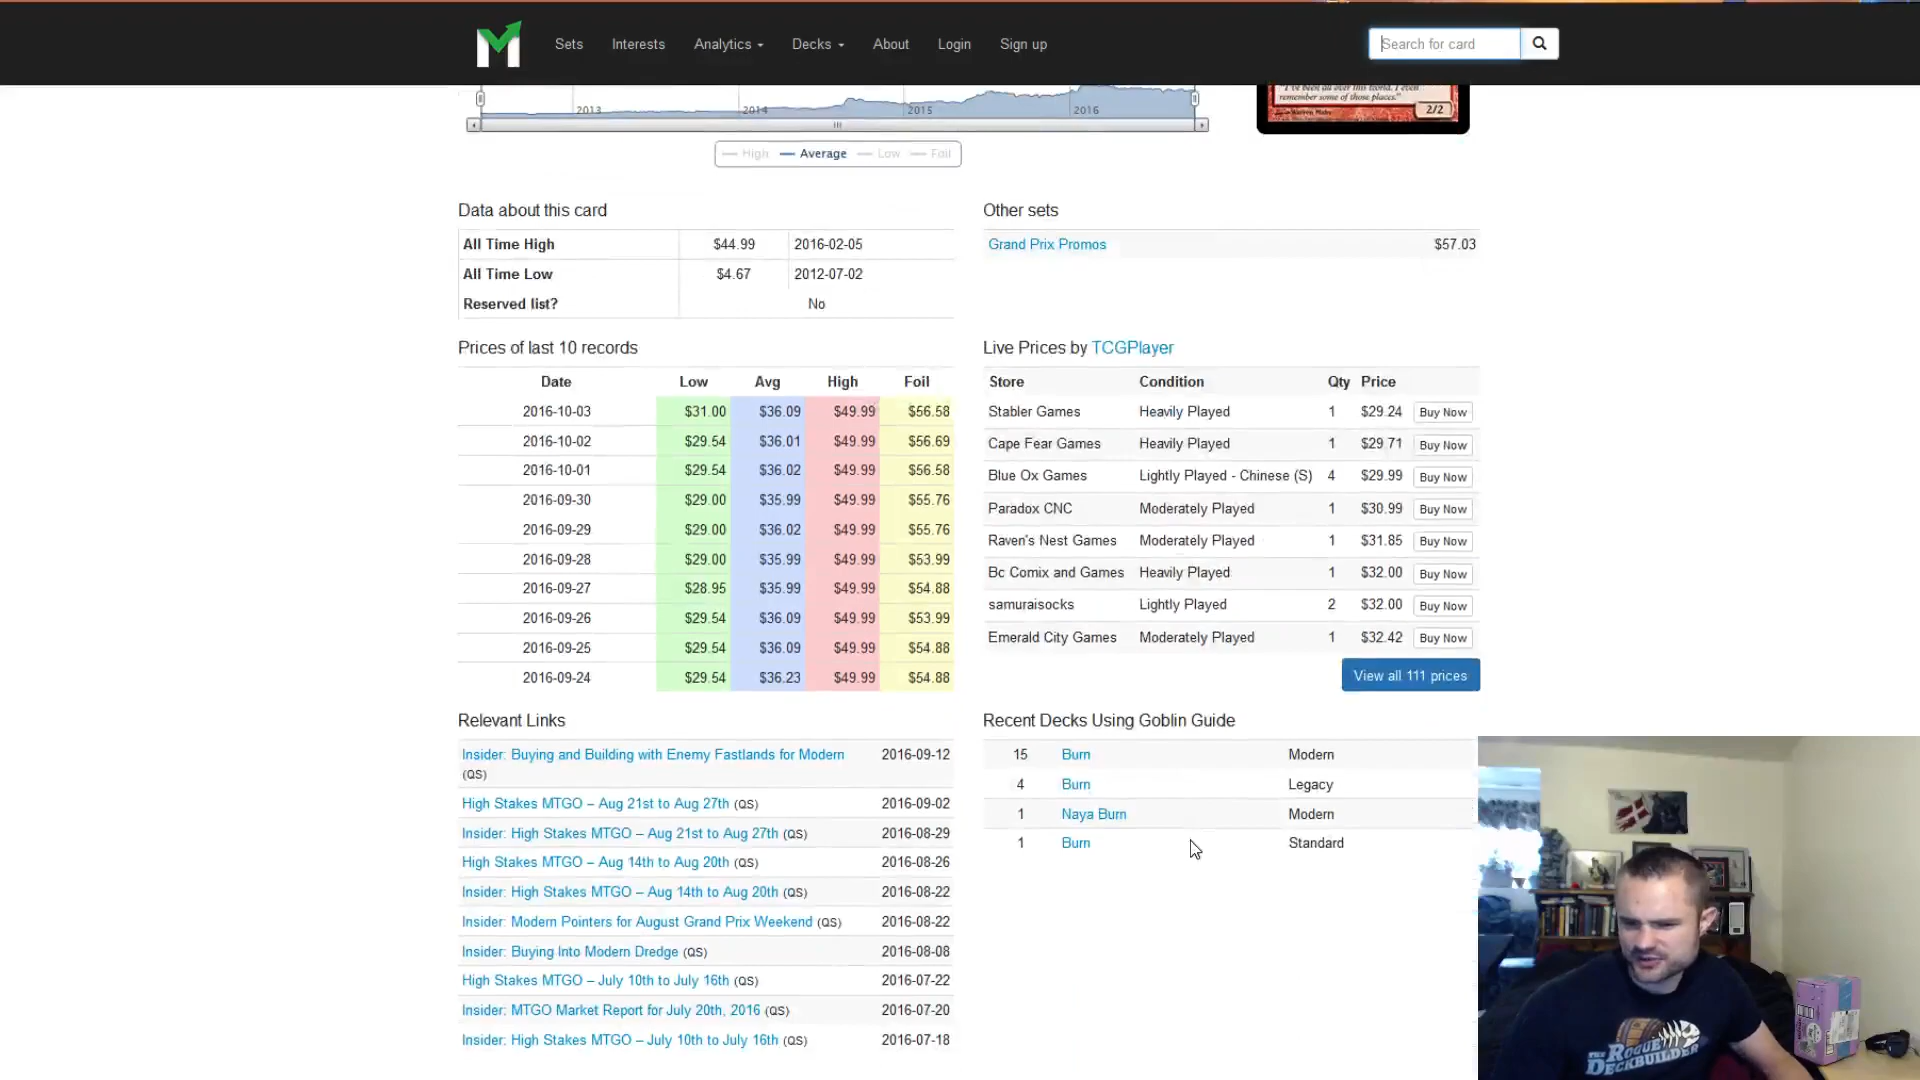 Sets Interests Analytics Decks About Login Sign up Search for card
2013 2014 2015 2016
High Average Low Foil
"I've been all over this world. I even
remember some of those places."
2/2
Data about this card
All Time High $44.99 2016-02-05
All Time Low $4.67 2012-07-02
Reserved list? No
Other sets
Grand Prix Promos $57.03
Prices of last 10 records
Date Low Avg High Foil
2016-10-03 $31.00 $36.09 $49.99 $56.58
2016-10-02 $29.54 $36.01 $49.99 $56.69
2016-10-01 $29.54 $36.02 $49.99 $56.58
2016-09-30 $29.00 $35.99 $49.99 $55.76
2016-09-29 $29.00 $36.02 $49.99 $55.76
2016-09-28 $29.00 $35.99 $49.99 $53.99
2016-09-27 $28.95 $35.99 $49.99 $54.88
2016-09-26 $29.54 $36.09 $49.99 $53.99
2016-09-25 $29.54 $36.09 $49.99 $54.88
2016-09-24 $29.54 $36.23 $49.99 $54.88
Live Prices by TCGPlayer
Store Condition Qty Price
Stabler Games Heavily Played 1 $29.24 Buy Now
Cape Fear Games Heavily Played 1 $29.71 Buy Now
Blue Ox Games Lightly Played - Chinese (S) 4 $29.99 Buy Now
Paradox CNC Moderately Played 1 $30.99 Buy Now
Raven's Nest Games Moderately Played 1 $31.85 Buy Now
Bc Comix and Games Heavily Played 1 $32.00 Buy Now
samuraisocks Lightly Played 2 $32.00 Buy Now
Emerald City Games Moderately Played 1 $32.42 Buy Now
View all 111 prices
Relevant Links
Insider: Buying and Building with Enemy Fastlands for Modern 2016-09-12
(QS)
High Stakes MTGO – Aug 21st to Aug 27th (QS) 2016-09-02
Insider: High Stakes MTGO – Aug 21st to Aug 27th (QS) 2016-08-29
High Stakes MTGO – Aug 14th to Aug 20th (QS) 2016-08-26
Insider: High Stakes MTGO – Aug 14th to Aug 20th (QS) 2016-08-22
Insider: Modern Pointers for August Grand Prix Weekend (QS) 2016-08-22
Insider: Buying Into Modern Dredge (QS) 2016-08-08
High Stakes MTGO – July 10th to July 16th (QS) 2016-07-22
Insider: MTGO Market Report for July 20th, 2016 (QS) 2016-07-20
Insider: High Stakes MTGO – July 10th to July 16th (QS) 2016-07-18
Recent Decks Using Goblin Guide
15 Burn Modern
4 Burn Legacy
1 Naya Burn Modern
1 Burn Standard
THE ROGUE
DECKBUILDER